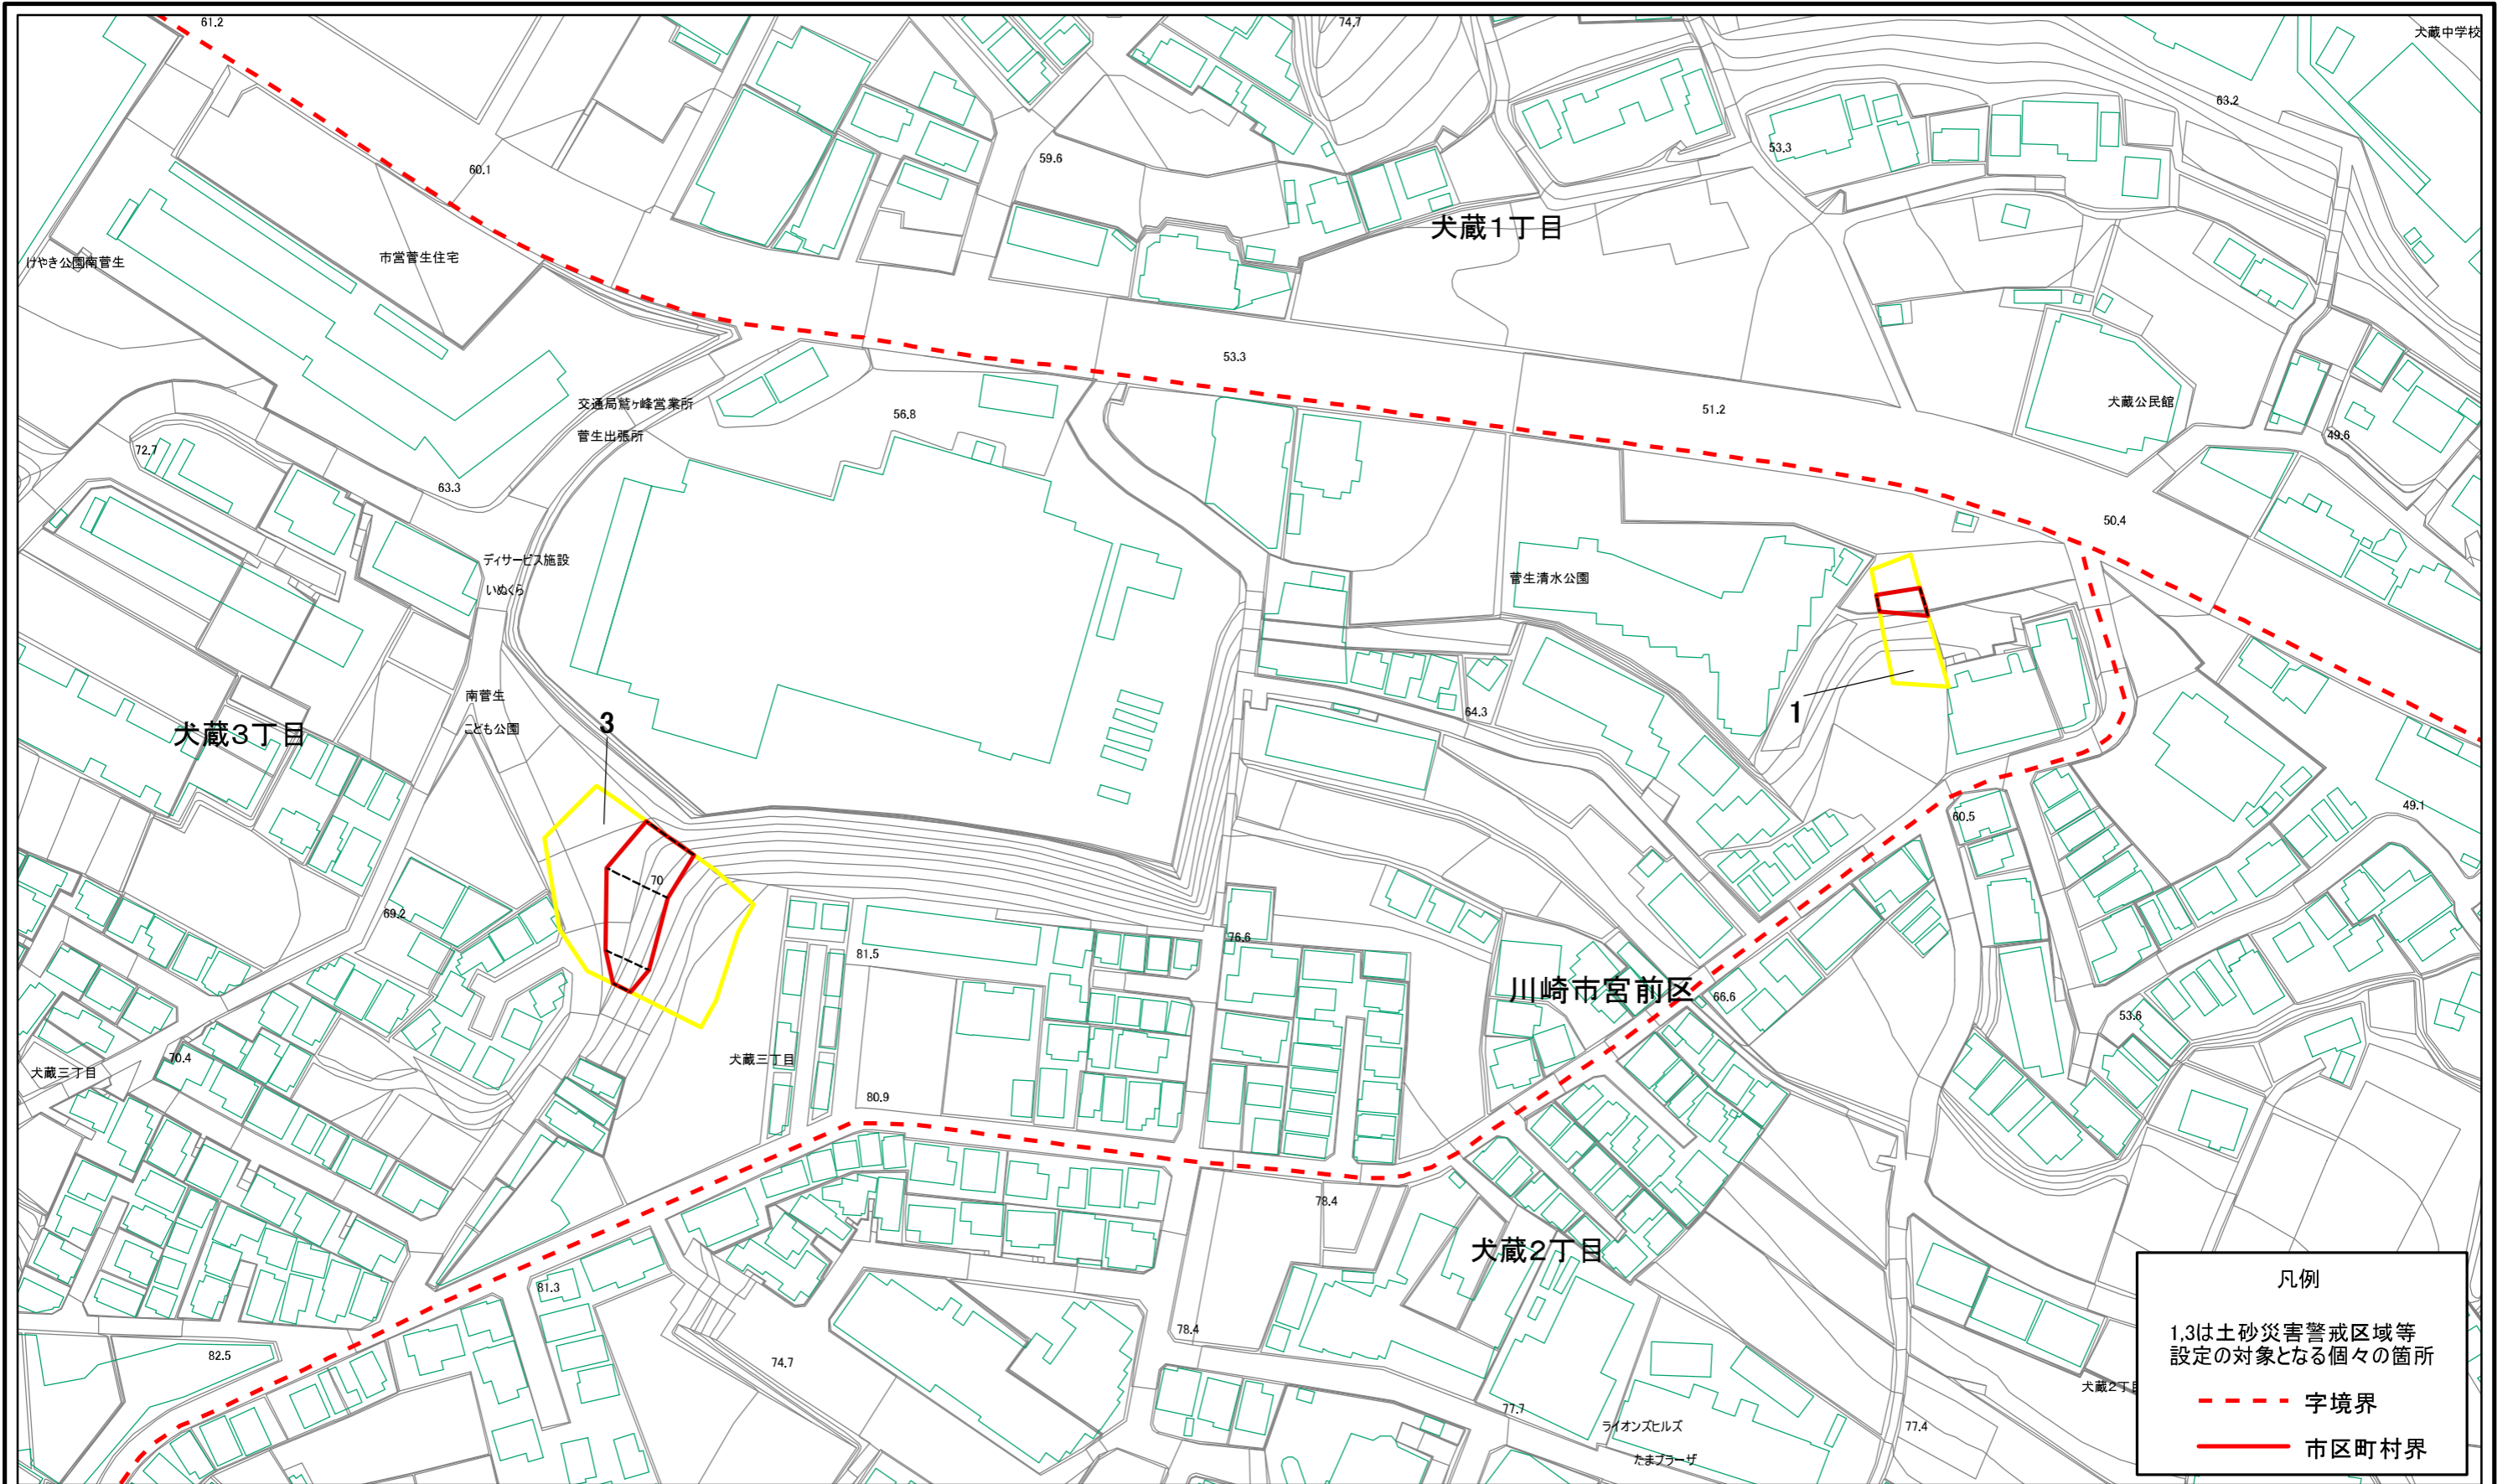 61.2
74.7
犬蔵中学校
63.2
53.3
59.6
60.1
犬蔵1丁目
市営菅生住宅
けやき公園南菅生
53.3
51.2
犬蔵公民館
交通局鷲ヶ峰営業所
菅生出張所
56.8
49.6
72.7
63.3
50.4
ディサービス施設
いぬくら
菅生清水公園
南菅生
こども公園
3
犬蔵3丁目
64.3
1
49.1
60.5
70
69.2
81.5
76.6
川崎市宮前区
66.6
53.6
70.4
犬蔵三丁目
犬蔵三丁目
80.9
78.4
犬蔵2丁目
81.3
78.4
82.5
74.7
77.7
ライオンズヒルズ
たまプラーザ
77.4
犬蔵2丁目
凡例
1,3は土砂災害警戒区域等
設定の対象となる個々の箇所
字境界
市区町村界